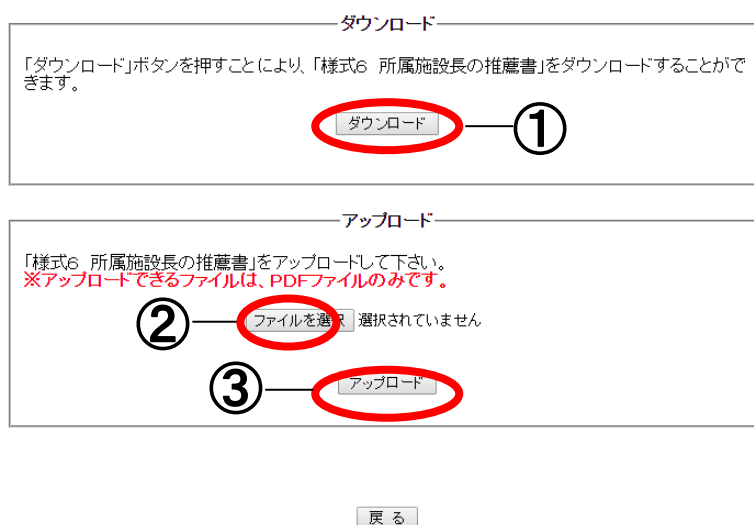 ダウンロード
「ダウンロード」ボタンを押すことにより、「様式6 所属施設長の推薦書」をダウンロードすることがで
きます。
ダウンロード
①
アップロード
「様式6 所属施設長の推薦書」をアップロードして下さい。
※アップロードできるファイルは、PDFファイルのみです。
② ファイルを選択 選択されていません
③ アップロード
戻 る